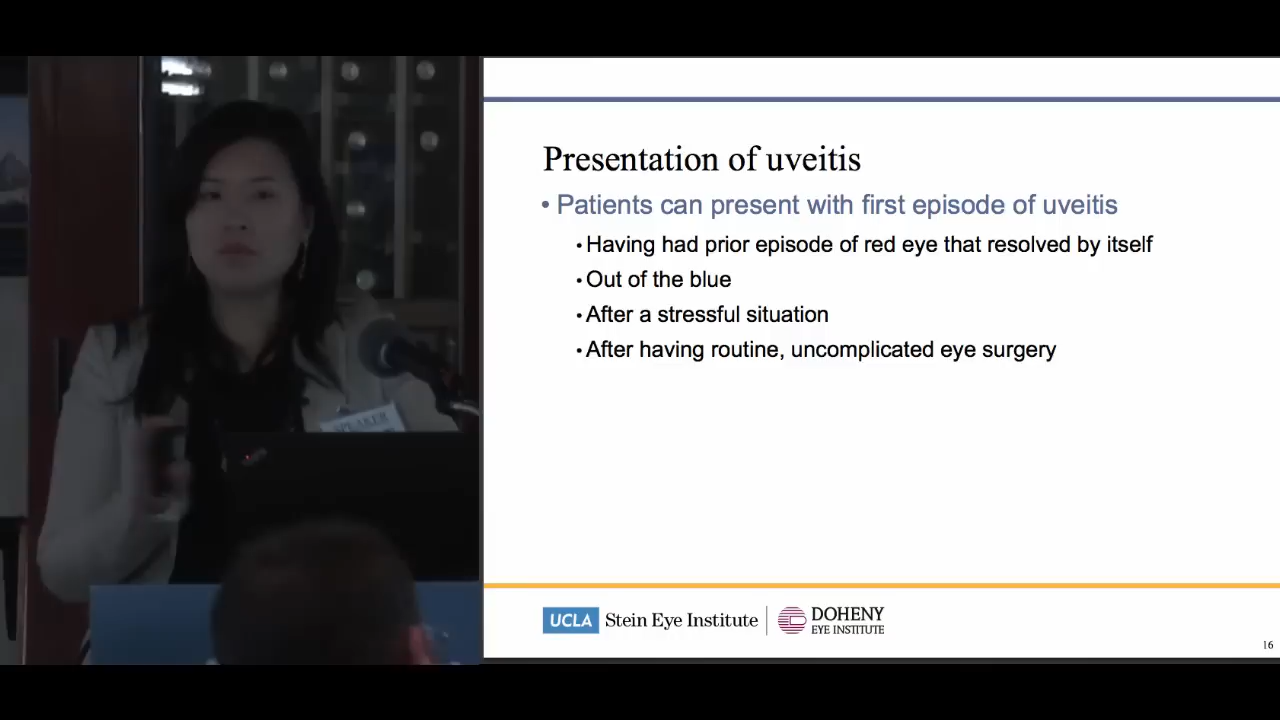 Presentation of uveitis
• Patients can present with first episode of uveitis
• Having had prior episode of red eye that resolved by itself
• Out of the blue
• After a stressful situation
• After having routine, uncomplicated eye surgery
SPEAKER
UCLA Stein Eye Institute
DOHENY
EYE INSTITUTE
16